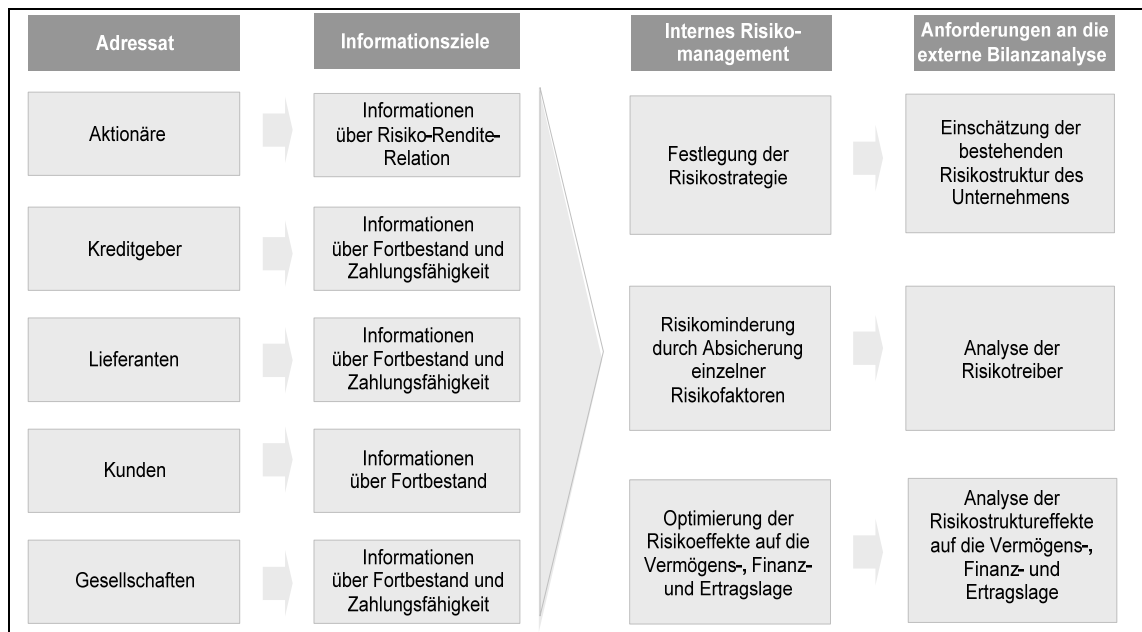 Adressat
Informationsziele
Internes Risiko-
management
Anforderungen an die
externe Bilanzanalyse
Aktionäre
Informationen
über Risiko-Rendite-
Relation
Kreditgeber
Informationen
über Fortbestand und
Zahlungsfähigkeit
Lieferanten
Informationen
über Fortbestand und
Zahlungsfähigkeit
Kunden
Informationen
über Fortbestand
Gesellschaften
Informationen
über Fortbestand und
Zahlungsfähigkeit
Festlegung der
Risikostrategie
Einschätzung der
bestehenden
Risikostruktur des
Unternehmens
Risikominderung
durch Absicherung
einzelner
Risikofaktoren
Analyse der
Risikotreiber
Optimierung der
Risikoeffekte auf die
Vermögens-, Finanz-
und Ertragslage
Analyse der
Risikostruktureffekte
auf die Vermögens-,
Finanz- und
Ertragslage